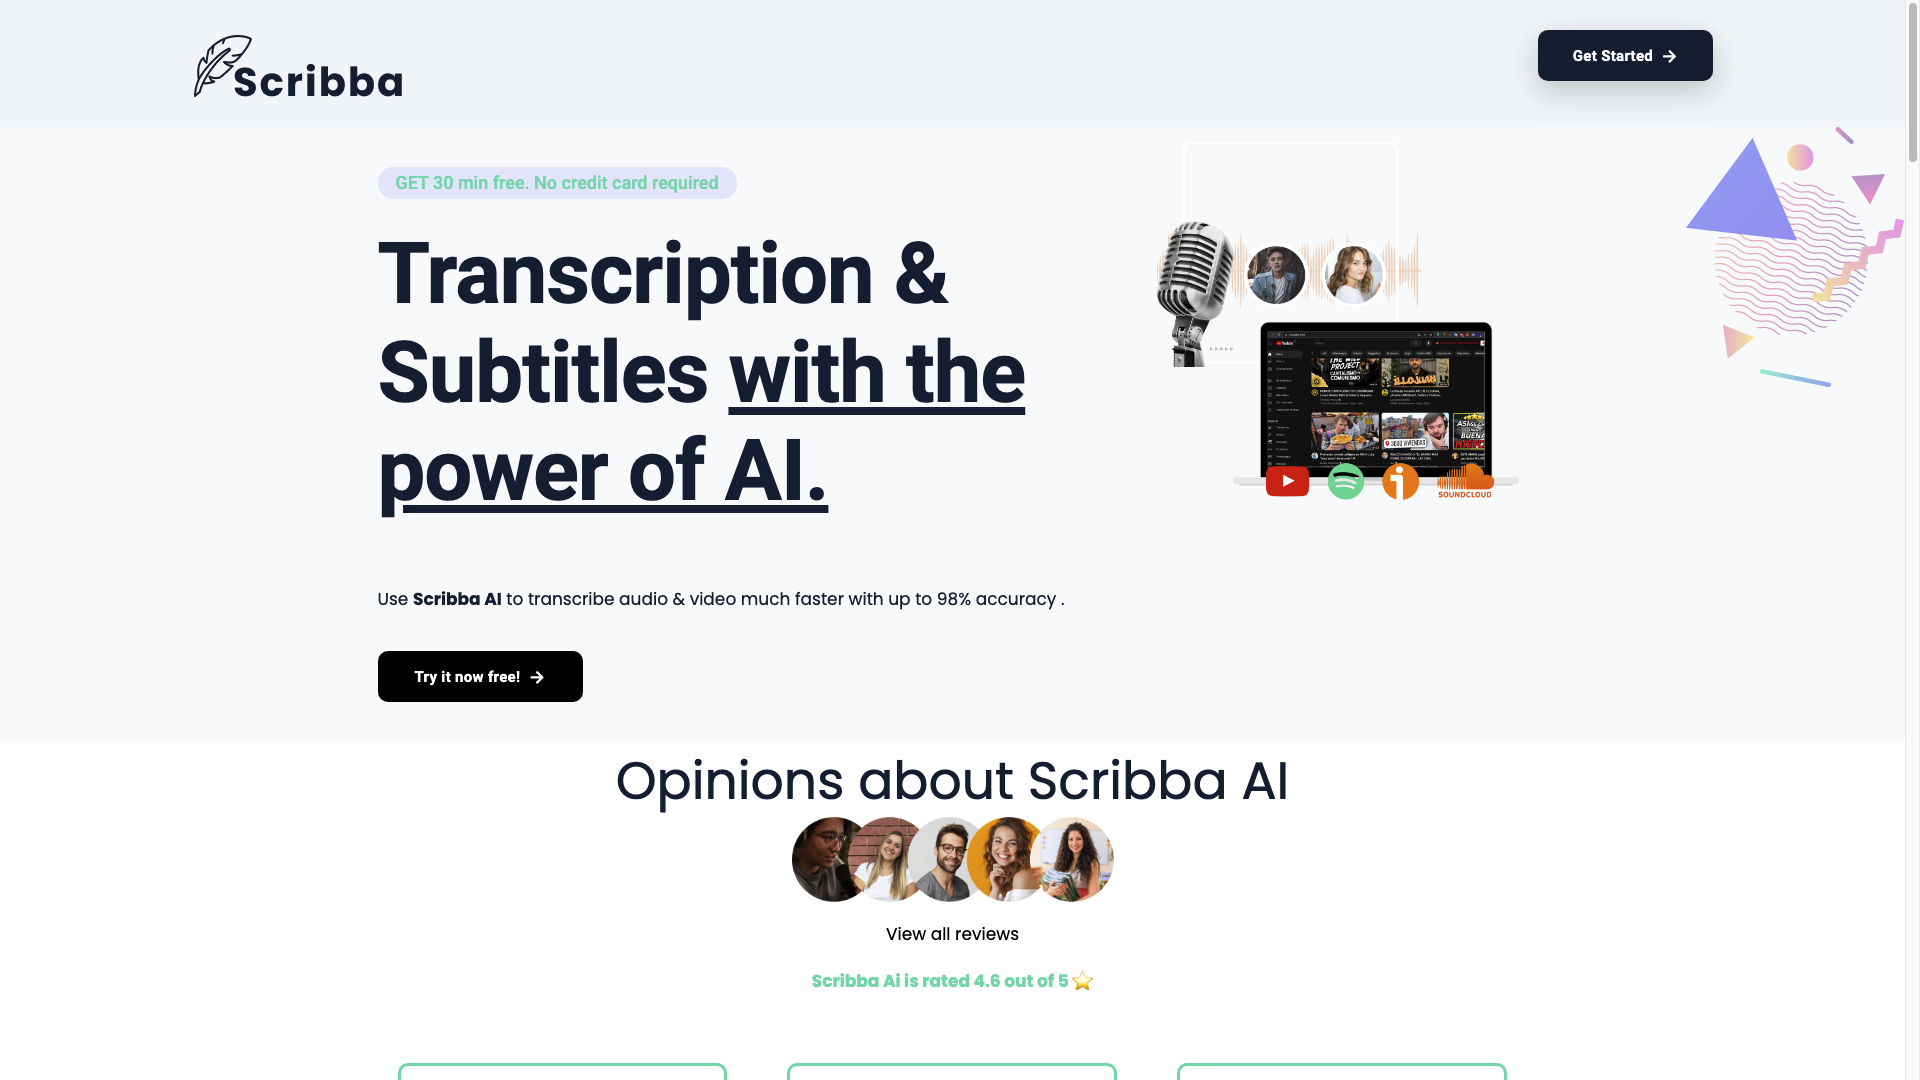 Scribba
Get Started
GET 30 min free. No credit card required
Transcription &
Subtitles with the
power of AI.
3000 VIVIENDAS
SOUNDCLOUD
Use Scribba AI to transcribe audio & video much faster with up to 98% accuracy .
Try it now free!
Opinions about Scribba AI
View all reviews
Scribba Ai is rated 4.6 out of 5